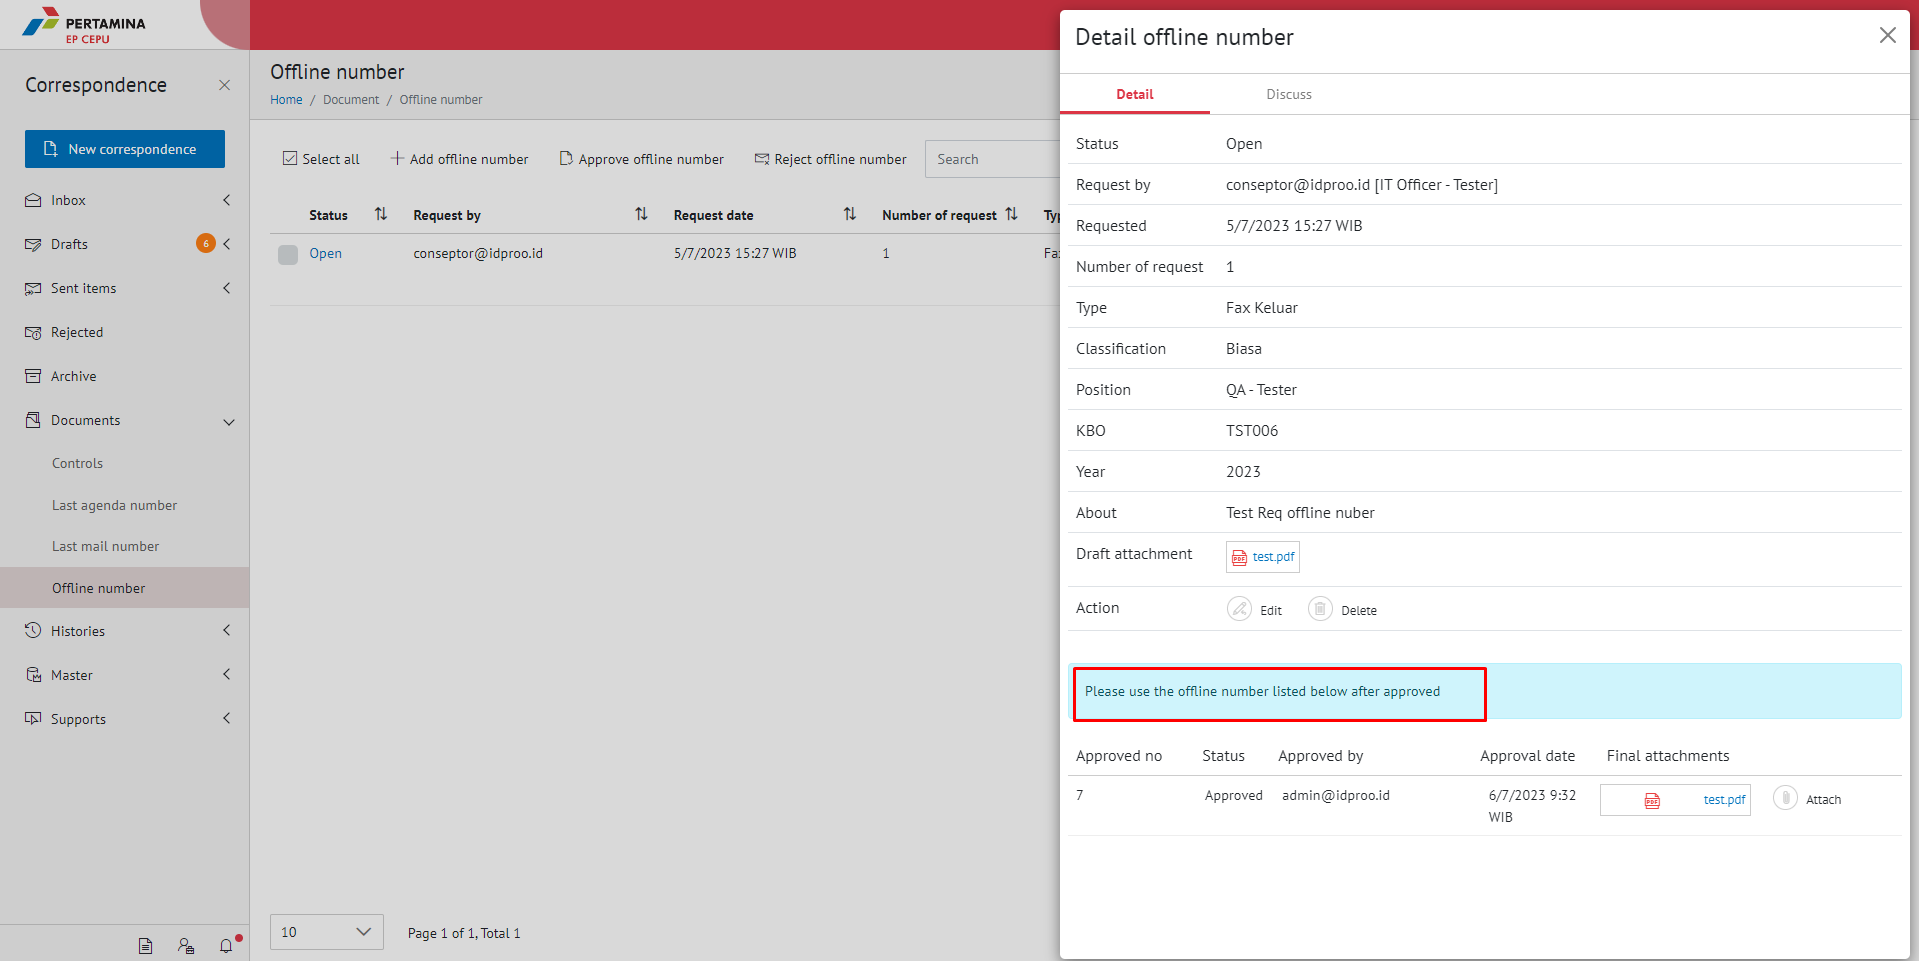 PERTAMINA
EP CEPU
Correspondence
New correspondence
Inbox
Drafts 6
Sent items
Rejected
Archive
Documents
Controls
Last agenda number
Last mail number
Offline number
Histories
Master
Supports
Offline number
Home / Document / Offline number
Select all Add offline number Approve offline number Reject offline number Search
Status Request by Request date Number of request
Open conseptor@idproo.id 5/7/2023 15:27 WIB 1
10 Page 1 of 1, Total 1
Detail offline number
Detail Discuss
Status Open
Request by conseptor@idproo.id [IT Officer - Tester]
Requested 5/7/2023 15:27 WIB
Number of request 1
Type Fax Keluar
Classification Biasa
Position QA - Tester
KBO TST006
Year 2023
About Test Req offline nuber
Draft attachment PDF test.pdf
Action Edit Delete
Please use the offline number listed below after approved
Approved no Status Approved by Approval date Final attachments
7 Approved admin@idproo.id 6/7/2023 9:32 PDF test.pdf Attach
WIB